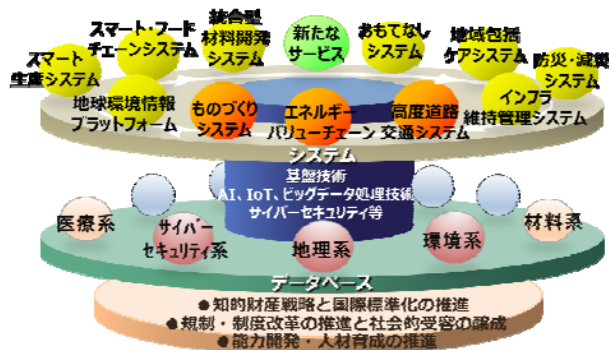 スマート
生産システム
スマート・フード
チェーンシステム
統合型
材料開発
システム
新たな
サービス
おもてなし
システム
地域包括
ケアシステム
防災・減災
システム
地球環境情報
プラットフォーム
ものづくり
システム
エネルギー
バリューチェーン
高度道路
交通システム
インフラ
維持管理システム
システム
基盤技術
AI、IoT、ビッグデータ処理技術
サイバーセキュリティ等
医療系
サイバー
セキュリティ系
地理系
環境系
材料系
データベース
●知的財産戦略と国際標準化の推進
●規制・制度改革の推進と社会的受容の醸成
●能力開発・人材育成の推進